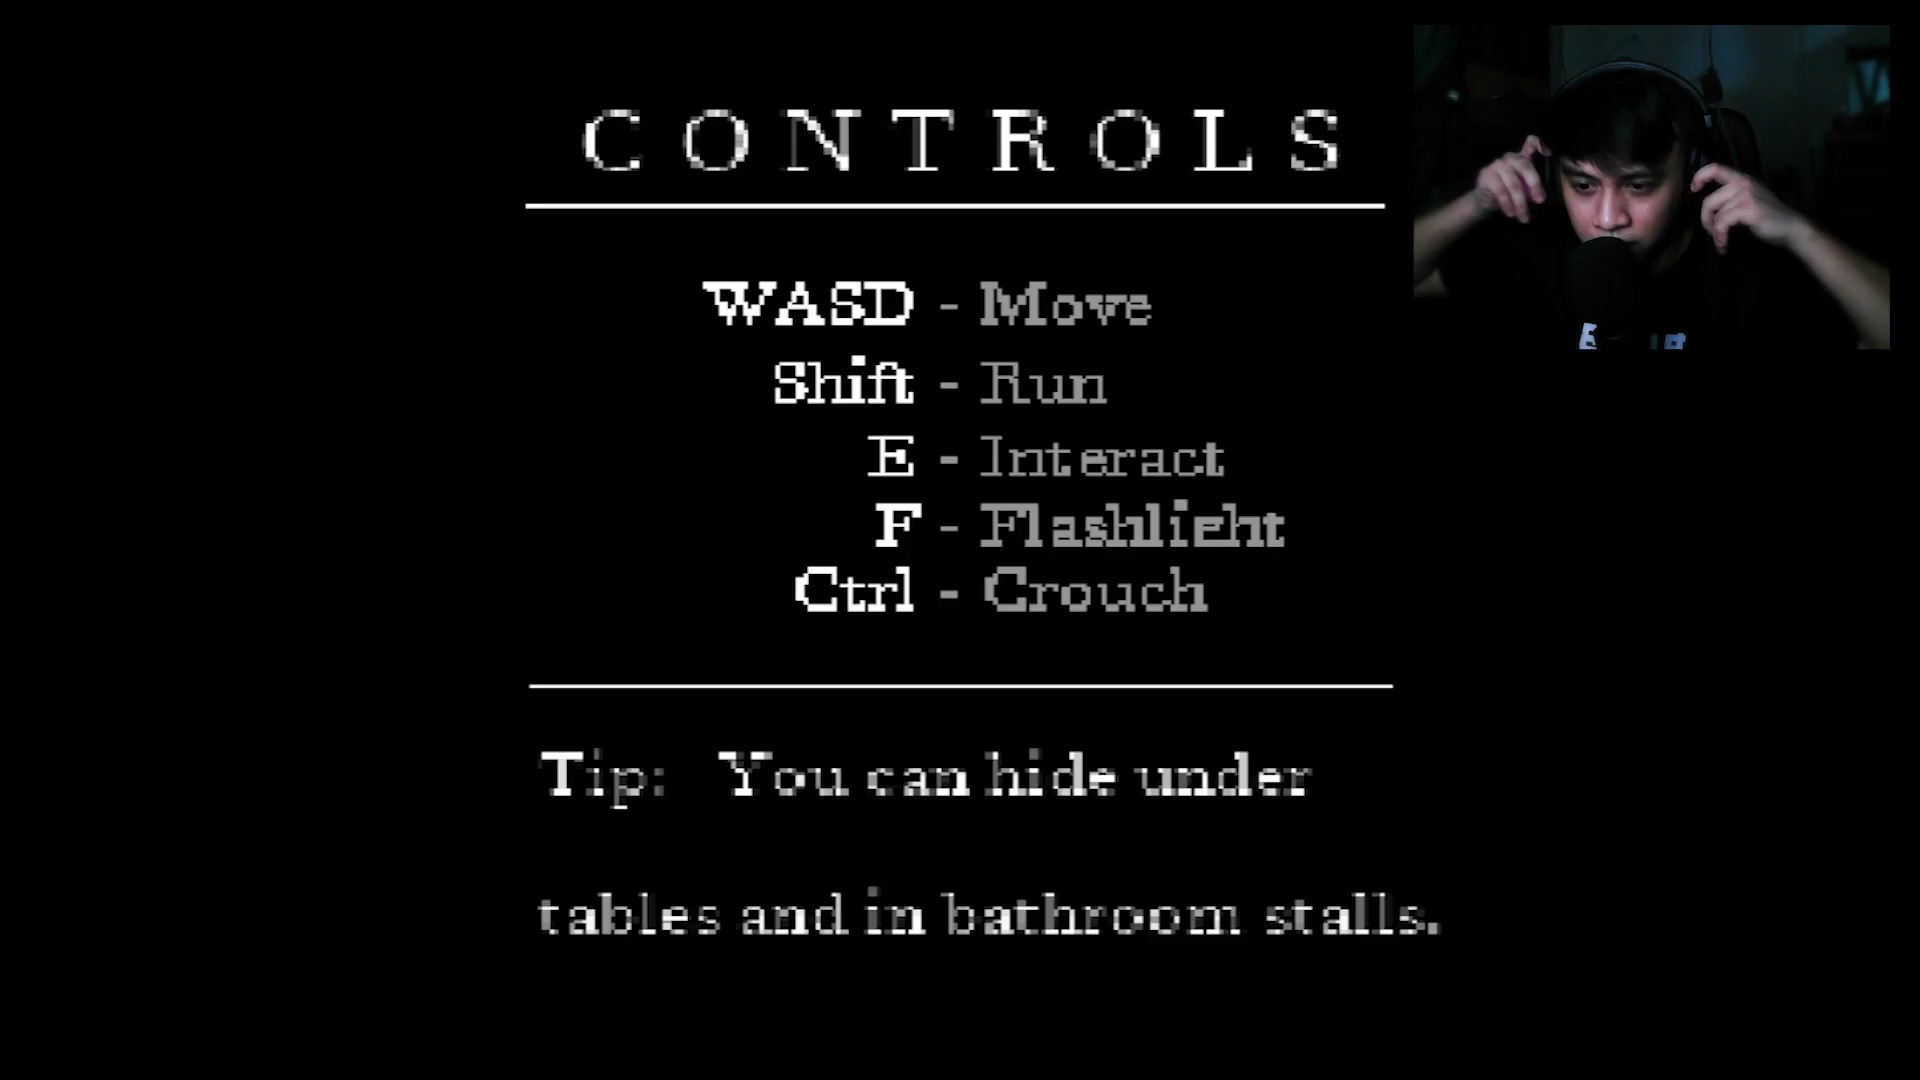 CONTROLS
WASD - Move
Shift - Run
E - Interact
F - Flashlight
Ctrl - Crouch
Tip: You can hide under
tables and in bathroom stalls.